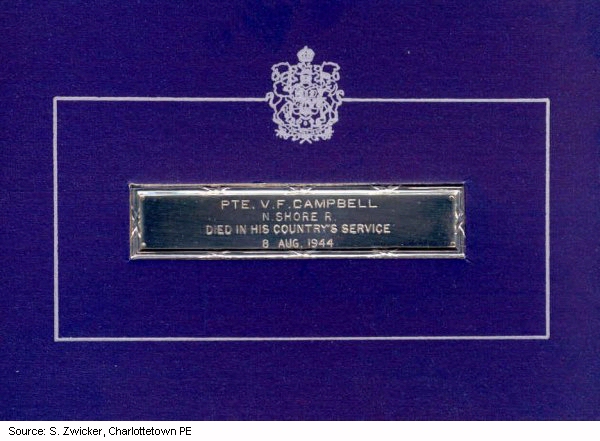 PTE. V. F. CAMPBELL
N. SHORE R.
DIED IN HIS COUNTRY'S SERVICE
8 AUG. 1944
Source: S. Zwicker, Charlottetown PE